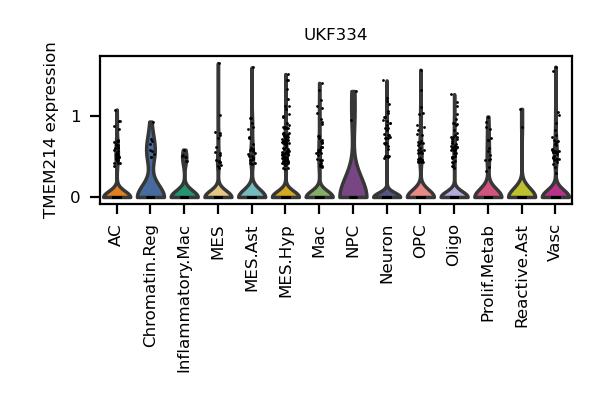 UKF334
TMEM214 expression
1
0
AC
Chromatin.Reg
Inflammatory.Mac
MES
MES.Ast
MES.Hyp
Mac
NPC
Neuron
OPC
Oligo
Prolif.Metab
Reactive.Ast
Vasc